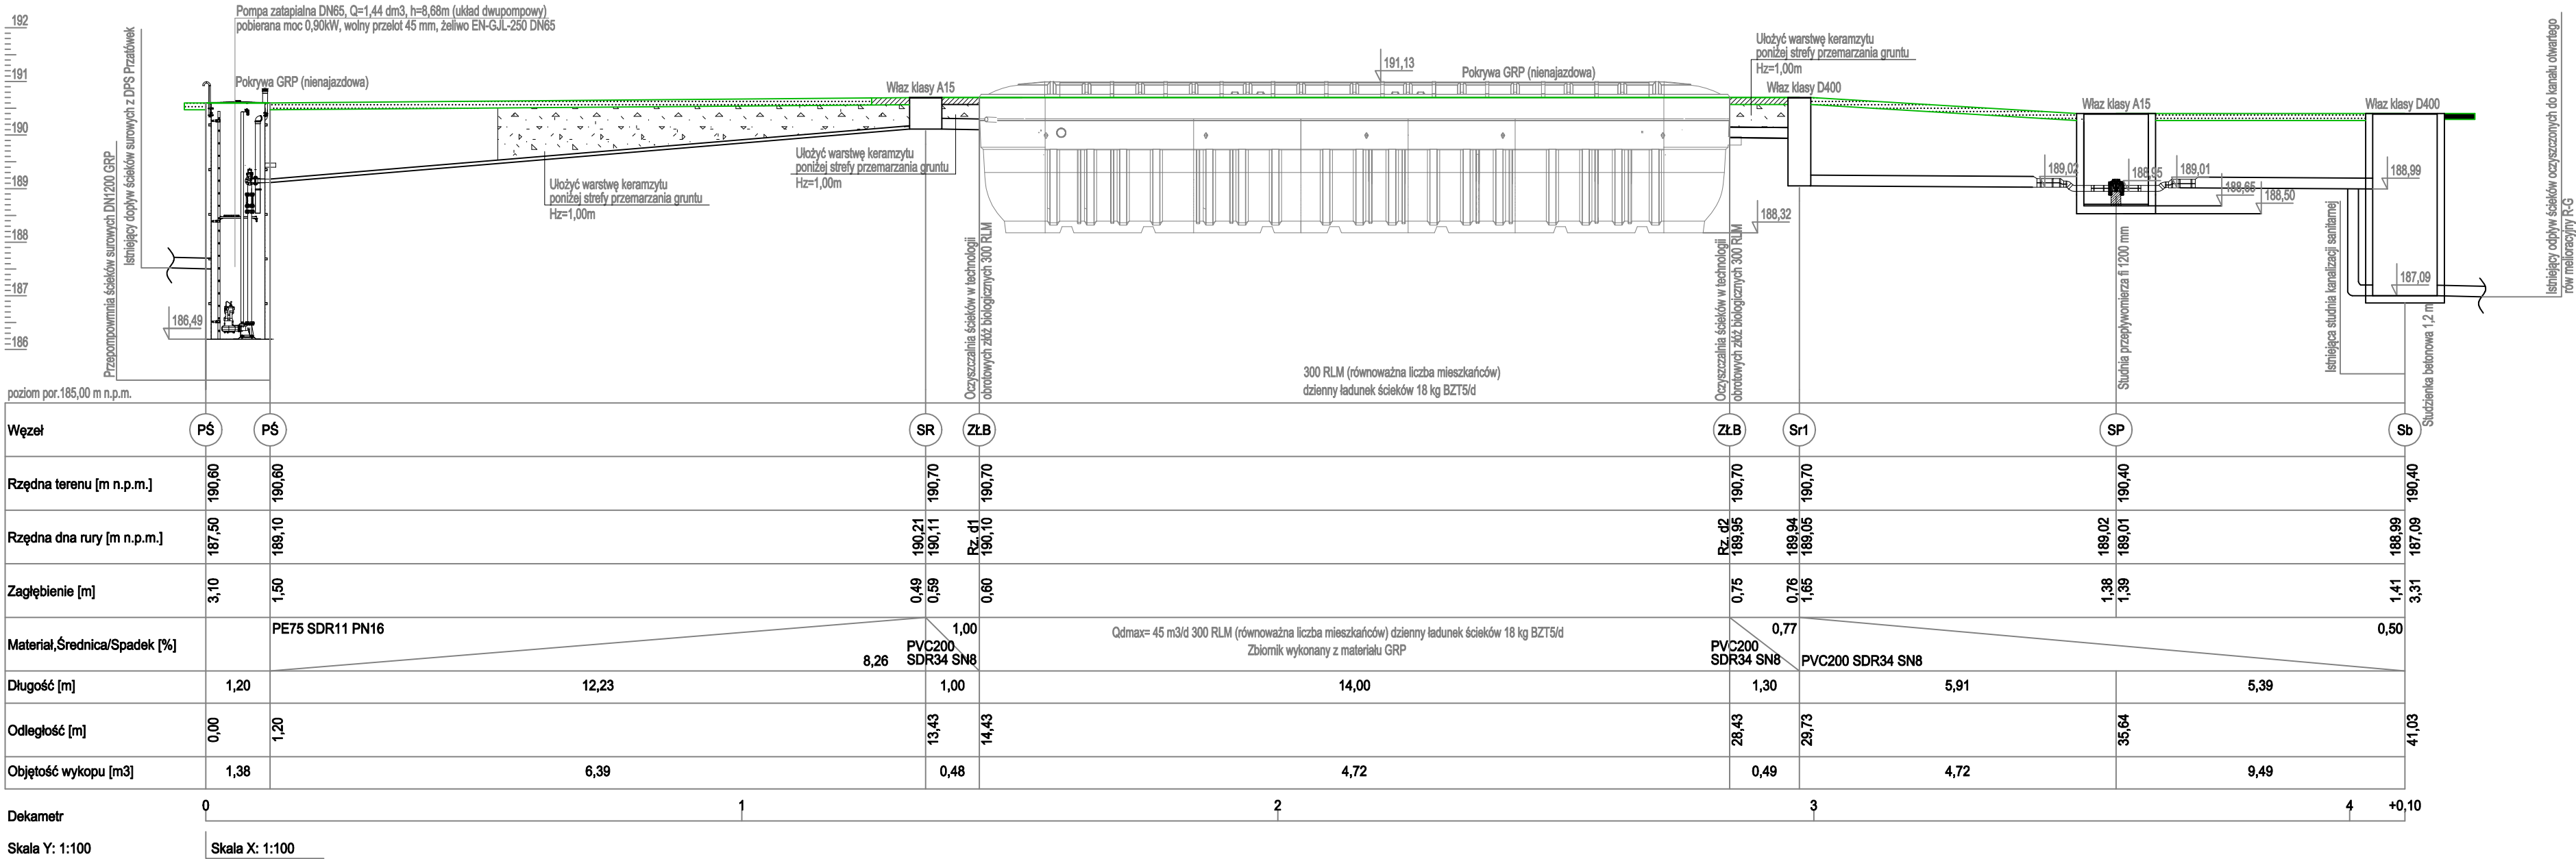 192
191
190
189
188
187
186
Pompa zatapialna DN65, Q=1,44 dm3, h=8,68m (układ dwupompowy)
pobierana moc 0,90kW, wolny przelot 45 mm, żeliwo EN-GJL-250 DN65
Istniejący dopływ ścieków surowych z DPS Przatówek
Przepompowmnia ścieków surowych DN1200 GRP
Pokrywa GRP (nienajazdowa)
186,49
Ułożyć warstwę keramzytu
poniżej strefy przemarzania gruntu
Hz=1,00m
Właz klasy A15
Ułożyć warstwę keramzytu
poniżej strefy przemarzania gruntu
Hz=1,00m
Oczyszczalnia ścieków w technologii
obrotowych złóż biologicznych 300 RLM
191,13
Pokrywa GRP (nienajazdowa)
300 RLM (równoważna liczba mieszkańców)
dzienny ładunek ścieków 18 kg BZT5/d
188,32
Oczyszczalnia ścieków w technologii
obrotowych złóż biologicznych 300 RLM
Ułożyć warstwę keramzytu
poniżej strefy przemarzania gruntu
Hz=1,00m
Właz klasy D400
Właz klasy A15
189,02
188,95
189,01
188,65
188,50
Studnia przepływomierza fi 1200 mm
Właz klasy D400
188,99
187,09
Istniejąca studnia kanalizacji sanitarnej
Studzienka betonowa 1,2 m
Istniejący odpływ ścieków oczyszczonych do kanału otwartego
rów melioracyjny R-G
poziom por.185,00 m n.p.m.
Węzeł PŚ PŚ SR ZŁB ZŁB Sr1 SP Sb
Rzędna terenu [m n.p.m.] 190,60 190,60 190,70 190,70 190,70 190,70 190,40 190,40
Rzędna dna rury [m n.p.m.] 187,50 189,10 190,21 190,11 Rz. d1 190,10 Rz. d2 189,95 189,94 189,05 189,02 189,01 188,99 187,09
Zagłębienie [m] 3,10 1,50 0,49 0,59 0,60 0,75 0,76 1,65 1,38 1,39 1,41 3,31
Materiał,Średnica/Spadek [%]
PE75 SDR11 PN16
8,26
1,00
PVC200
SDR34 SN8
Qdmax= 45 m3/d 300 RLM (równoważna liczba mieszkańców) dzienny ładunek ścieków 18 kg BZT5/d
Zbiornik wykonany z materiału GRP
0,77
PVC200
SDR34 SN8
0,50
PVC200 SDR34 SN8
Długość [m] 1,20 12,23 1,00 14,00 1,30 5,91 5,39
Odległość [m] 0,00 1,20 13,43 14,43 28,43 29,73 35,64 41,03
Objętość wykopu [m3] 1,38 6,39 0,48 4,72 0,49 4,72 9,49
Dekametr 0 1 2 3 4 +0,10
Skala Y: 1:100 Skala X: 1:100